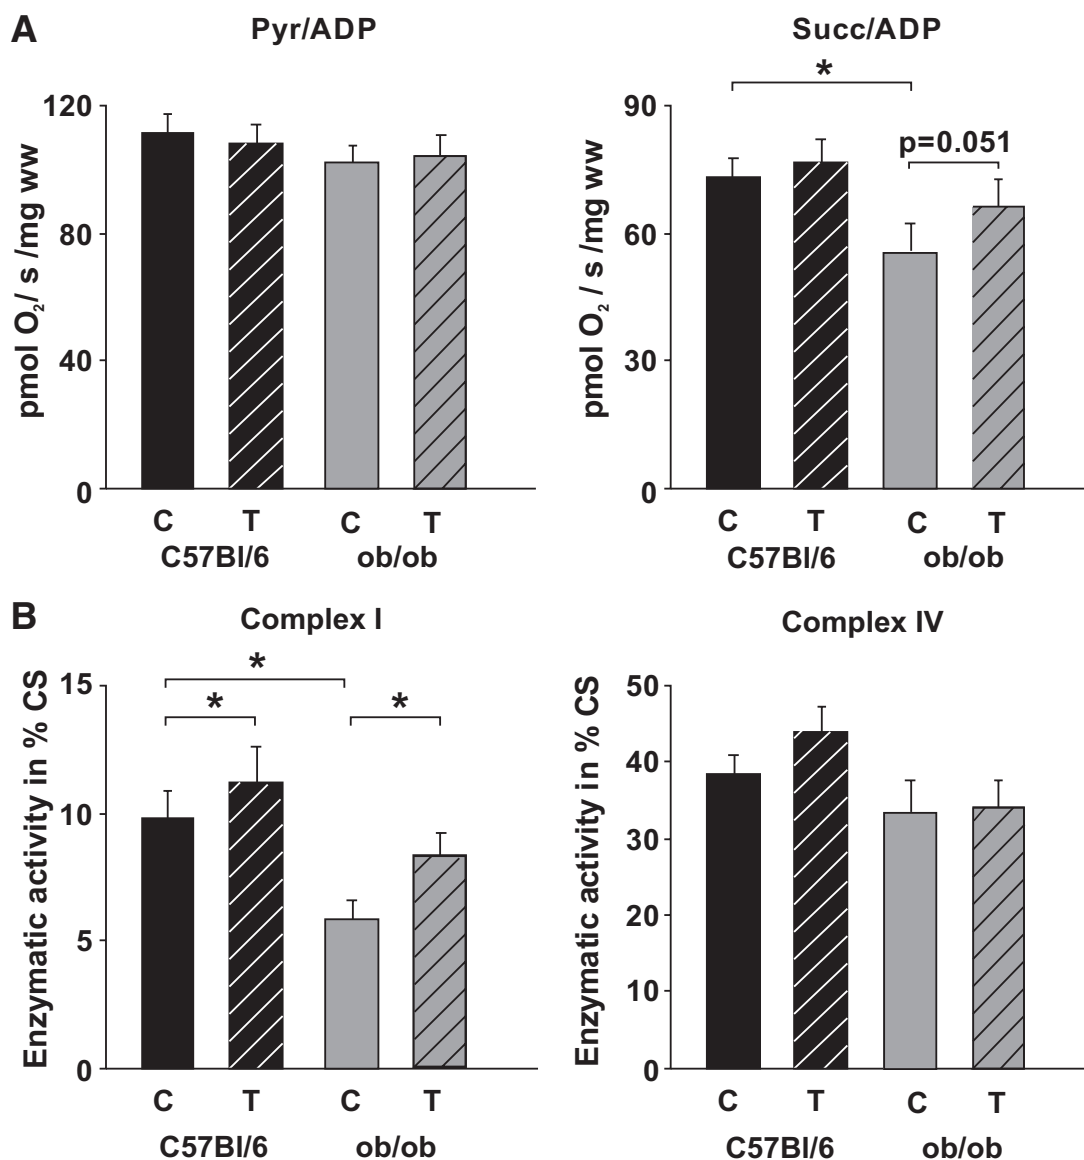 A
Pyr/ADP
pmol O₂/ s /mg ww
120
80
40
0
C T C T
C57Bl/6 ob/ob
Succ/ADP
pmol O₂ / s /mg ww
90
60
30
0
*
p=0.051
C T C T
C57Bl/6 ob/ob
B
Complex I
Enzymatic activity in % CS
15
10
5
0
*
* *
C T C T
C57Bl/6 ob/ob
Complex IV
Enzymatic activity in % CS
50
40
30
20
10
0
C T C T
C57Bl/6 ob/ob